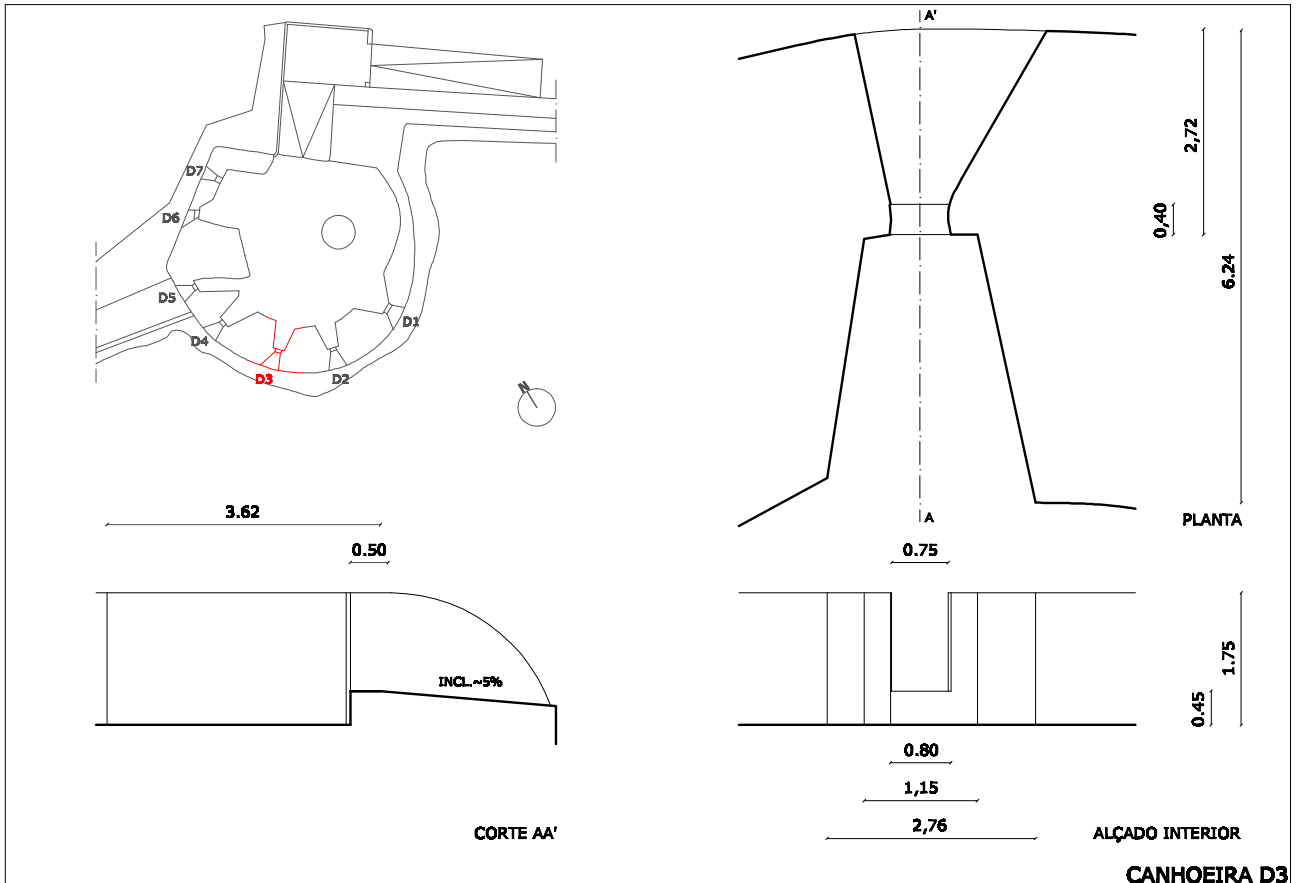 A'
D7
D6
D5
D4
D3
D2
D1
N
2,72
0,40
6.24
A
PLANTA
3.62
0.50
INCL.~5%
CORTE AA'
0.75
1.75
0.45
0.80
1,15
2,76
ALÇADO INTERIOR
CANHOEIRA D3